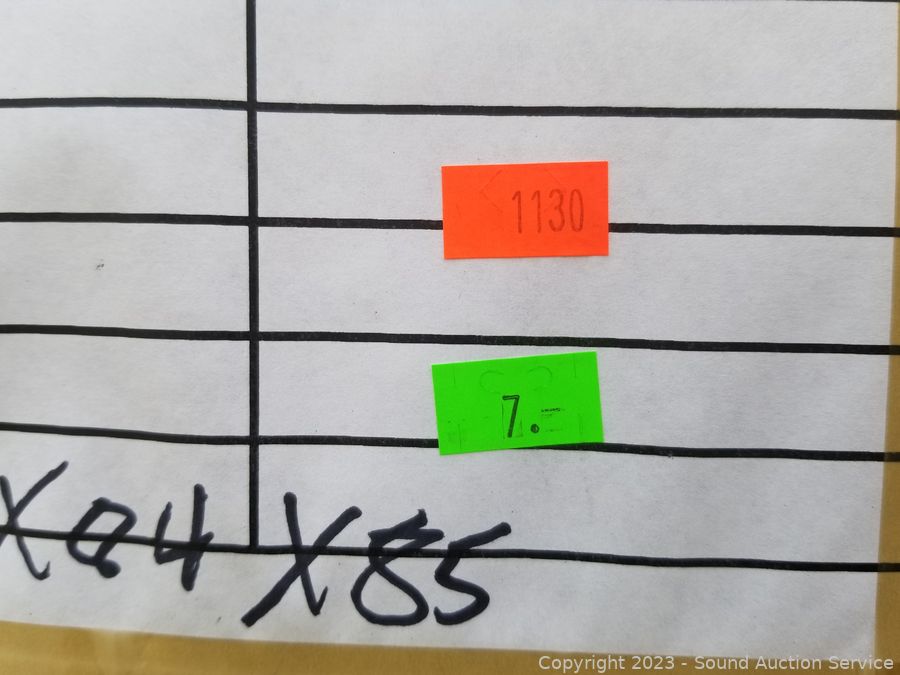 1130
7.
X84 X85
Copyright 2023 - Sound Auction Service